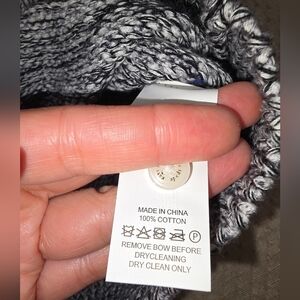 MADE IN CHINA
100% COTTON
P
REMOVE BOW BEFORE
DRYCLEANING
DRY CLEAN ONLY